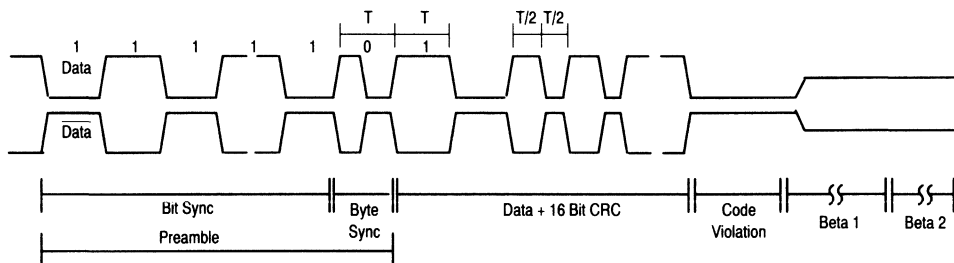 T T T/2 T/2
1 1 1 1 1 0 1
Data
Data
Bit Sync Byte Sync Data + 16 Bit CRC Code Violation Beta 1 Beta 2
Preamble